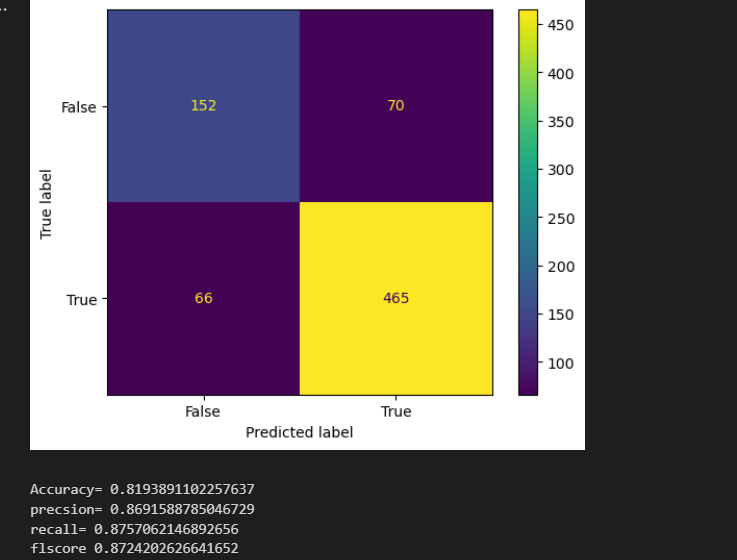 ..
450
400
350
300
250
200
150
100
False
152
70
True label
True
66
465
False
True
Predicted label
Accuracy= 0.8193891102257637
precsion= 0.8691588785046729
recall= 0.8757062146892656
f1score 0.8724202626641652